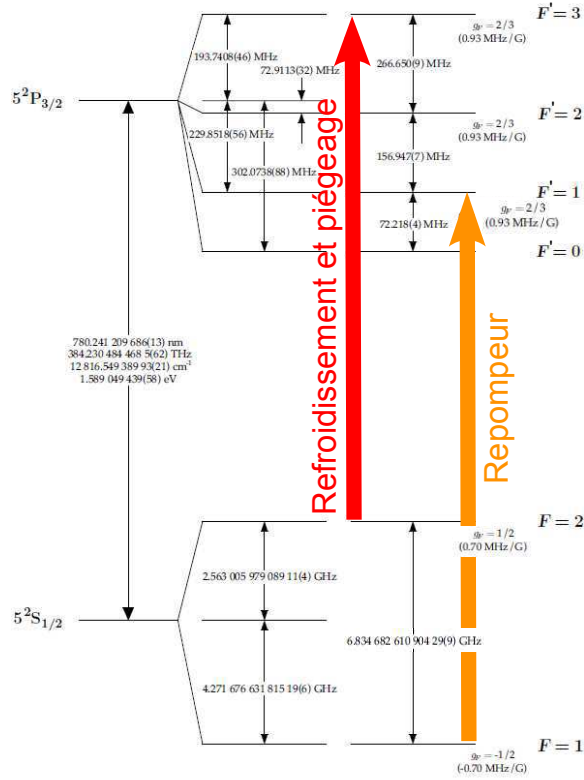 F' = 3
g_F' = 2/3
(0.93 MHz/G)
193.7408(46) MHz
72.9113(32) MHz
266.650(9) MHz
5²P₃/₂
F' = 2
g_F' = 2/3
(0.93 MHz/G)
229.8518(56) MHz
302.0738(88) MHz
156.947(7) MHz
F' = 1
g_F' = 2/3
(0.93 MHz/G)
72.218(4) MHz
F' = 0
Refroidissement et piégeage
Repompeur
780.241 209 686(13) nm
384.230 484 468 5(62) THz
12 816.549 389 93(21) cm⁻¹
1.589 049 439(58) eV
F = 2
g_F = 1/2
(0.70 MHz/G)
2.563 005 979 089 11(4) GHz
5²S₁/₂
6.834 682 610 904 29(9) GHz
4.271 676 631 815 19(6) GHz
F = 1
g_F = -1/2
(-0.70 MHz/G)